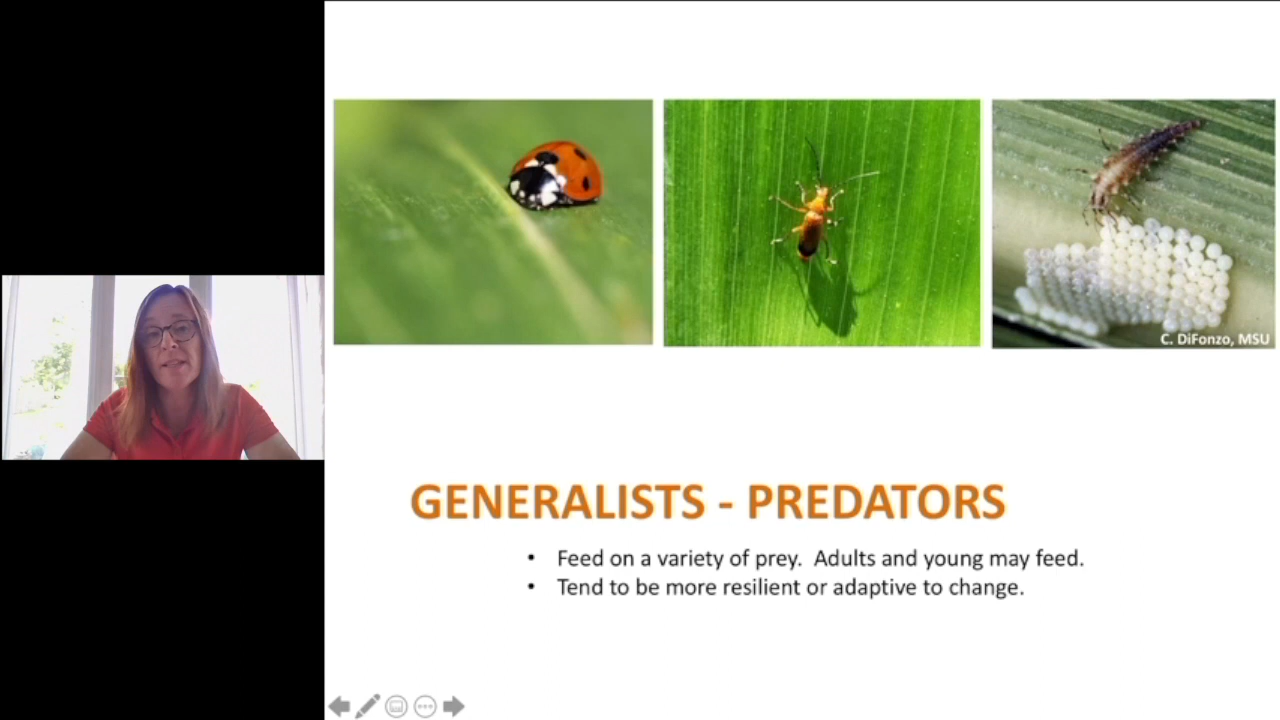 C. DiFonzo, MSU
GENERALISTS - PREDATORS
• Feed on a variety of prey. Adults and young may feed.
• Tend to be more resilient or adaptive to change.